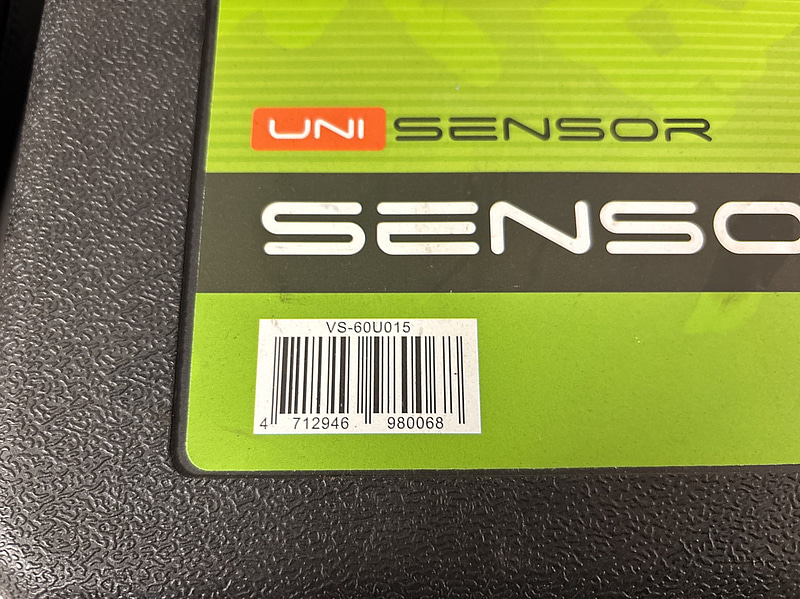 UNI SENSOR
SENSO
VS-60U015
4 712946 980068